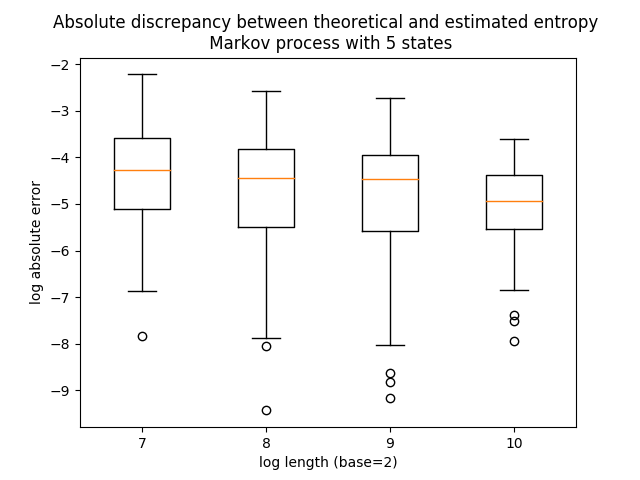 Absolute discrepancy between theoretical and estimated entropy
Markov process with 5 states
−2
−3
−4
−5
−6
−7
−8
−9
log absolute error
7 8 9 10
log length (base=2)